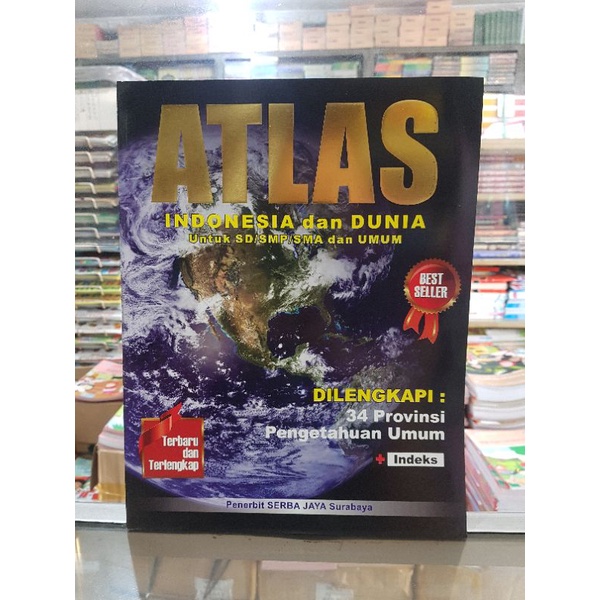 ATLAS
INDONESIA dan DUNIA
Untuk SD/SMP/SMA dan UMUM
BEST
SELLER
DILENGKAPI :
34 Provinsi
Pengetahuan Umum
+ Indeks
Terbaru
dan
Terlengkap
Penerbit SERBA JAYA Surabaya